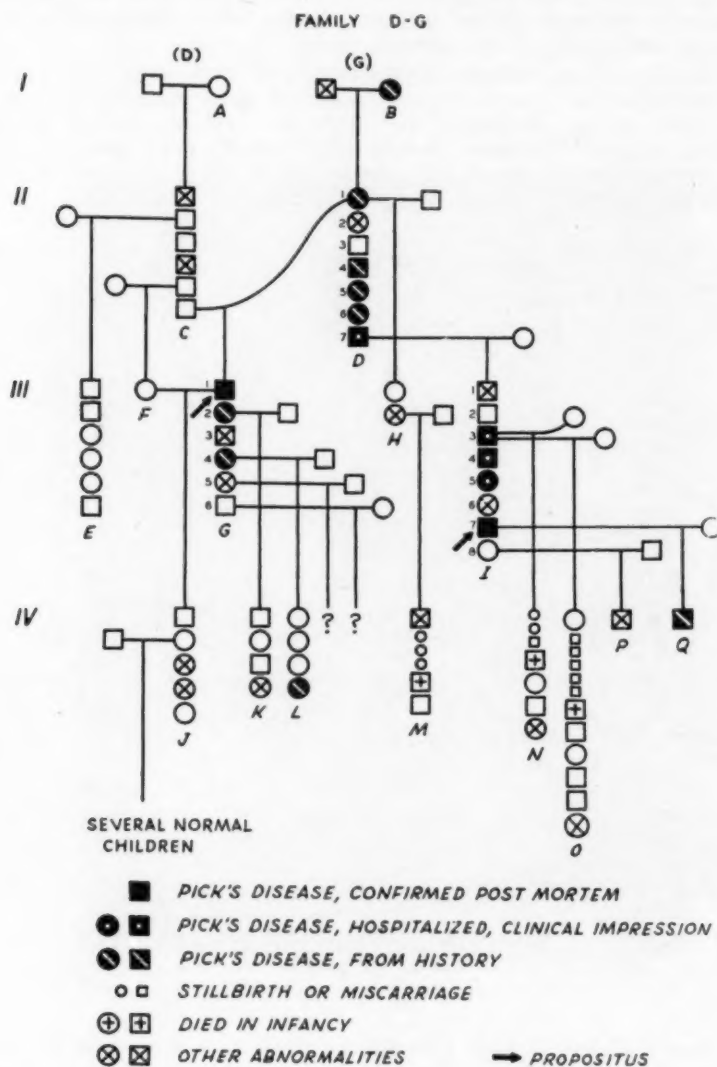 FAMILY D-G
(D) (G)
I
A B
II
1
2
3
4
5
6
7
C D
III
1
2
3
4
5
6
F H
1
2
3
4
5
6
7
8
E G I
IV
? ?
P Q
J K L M N
O
SEVERAL NORMAL
CHILDREN
PICK'S DISEASE, CONFIRMED POST MORTEM
PICK'S DISEASE, HOSPITALIZED, CLINICAL IMPRESSION
PICK'S DISEASE, FROM HISTORY
STILLBIRTH OR MISCARRIAGE
DIED IN INFANCY
OTHER ABNORMALITIES PROPOSITUS